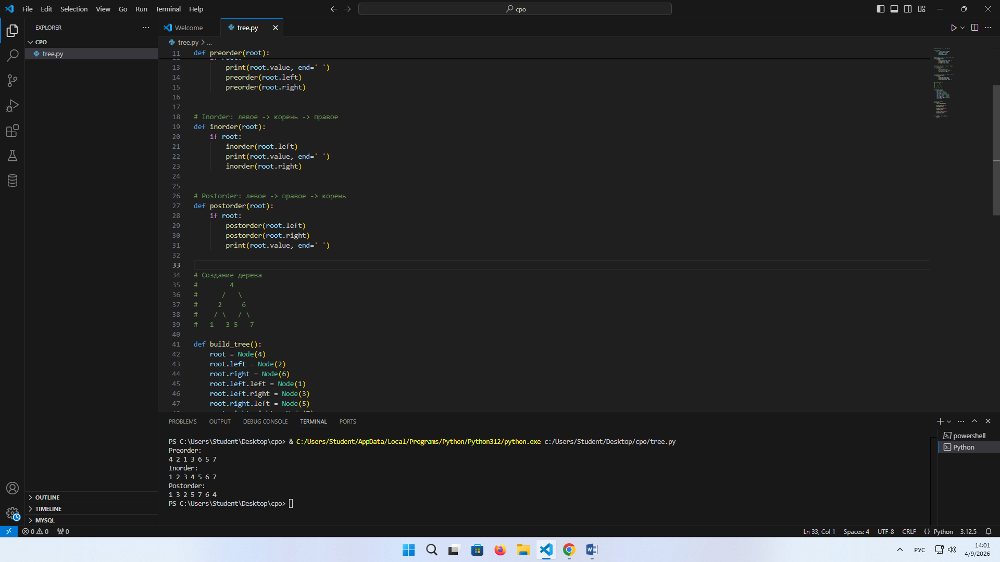 File Edit Selection View Go Run Terminal Help
cpo
EXPLORER
CPO
tree.py
OUTLINE
TIMELINE
MYSQL
Welcome
tree.py
tree.py > ...
11 def preorder(root):
12 if root:
13 print(root.value, end=' ')
14 preorder(root.left)
15 preorder(root.right)
16
17
18 # Inorder: левое -> корень -> правое
19 def inorder(root):
20 if root:
21 inorder(root.left)
22 print(root.value, end=' ')
23 inorder(root.right)
24
25
26 # Postorder: левое -> правое -> корень
27 def postorder(root):
28 if root:
29 postorder(root.left)
30 postorder(root.right)
31 print(root.value, end=' ')
32
33
34 # Создание дерева
35 #        4
36 #      /   \
37 #     2     6
38 #    / \   / \
39 #   1   3 5   7
40
41 def build_tree():
42 root = Node(4)
43 root.left = Node(2)
44 root.right = Node(6)
45 root.left.left = Node(1)
46 root.left.right = Node(3)
47 root.right.left = Node(5)
PROBLEMS OUTPUT DEBUG CONSOLE TERMINAL PORTS
PS C:\Users\Student\Desktop\cpo> & C:/Users/Student/AppData/Local/Programs/Python/Python312/python.exe c:/Users/Student/Desktop/cpo/tree.py
Preorder:
4 2 1 3 6 5 7
Inorder:
1 2 3 4 5 6 7
Postorder:
1 3 2 5 7 6 4
PS C:\Users\Student\Desktop\cpo>
powershell
Python
0 0 0
Ln 33, Col 1 Spaces: 4 UTF-8 CRLF {} Python 3.12.5
РУС
14:01
4/9/2026